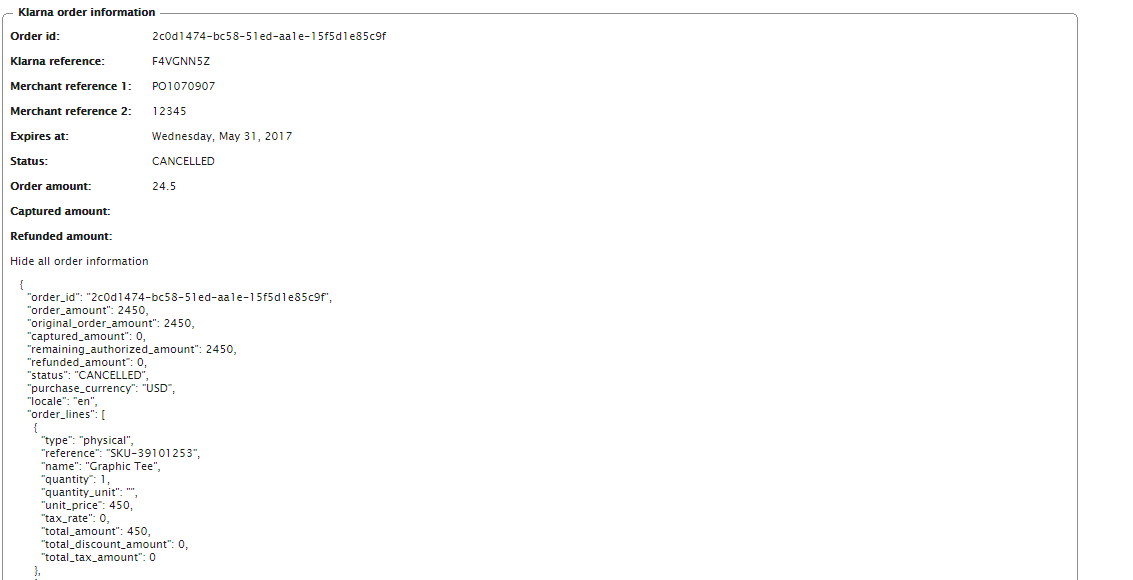 Klarna order information
Order id: 2c0d1474-bc58-51ed-aa1e-15f5d1e85c9f
Klarna reference: F4VGNN5Z
Merchant reference 1: PO1070907
Merchant reference 2: 12345
Expires at: Wednesday, May 31, 2017
Status: CANCELLED
Order amount: 24.5
Captured amount:
Refunded amount:
Hide all order information
{
"order_id": "2c0d1474-bc58-51ed-aa1e-15f5d1e85c9f",
"order_amount": 2450,
"original_order_amount": 2450,
"captured_amount": 0,
"remaining_authorized_amount": 2450,
"refunded_amount": 0,
"status": "CANCELLED",
"purchase_currency": "USD",
"locale": "en",
"order_lines": [
{
"type": "physical",
"reference": "SKU-39101253",
"name": "Graphic Tee",
"quantity": 1,
"quantity_unit": "",
"unit_price": 450,
"tax_rate": 0,
"total_amount": 450,
"total_discount_amount": 0,
"total_tax_amount": 0
},